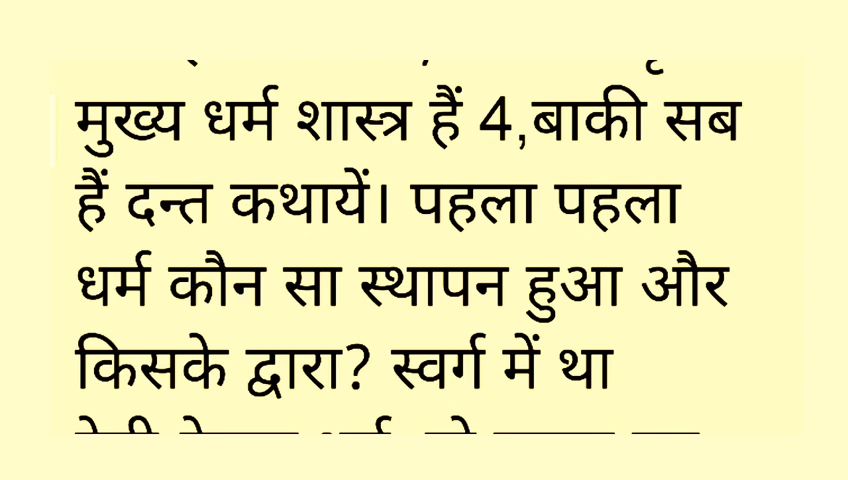 मुख्य धर्म शास्त्र हैं 4,बाकी सब
हैं दन्त कथायें। पहला पहला
धर्म कौन सा स्थापन हुआ और
किसके द्वारा? स्वर्ग में था